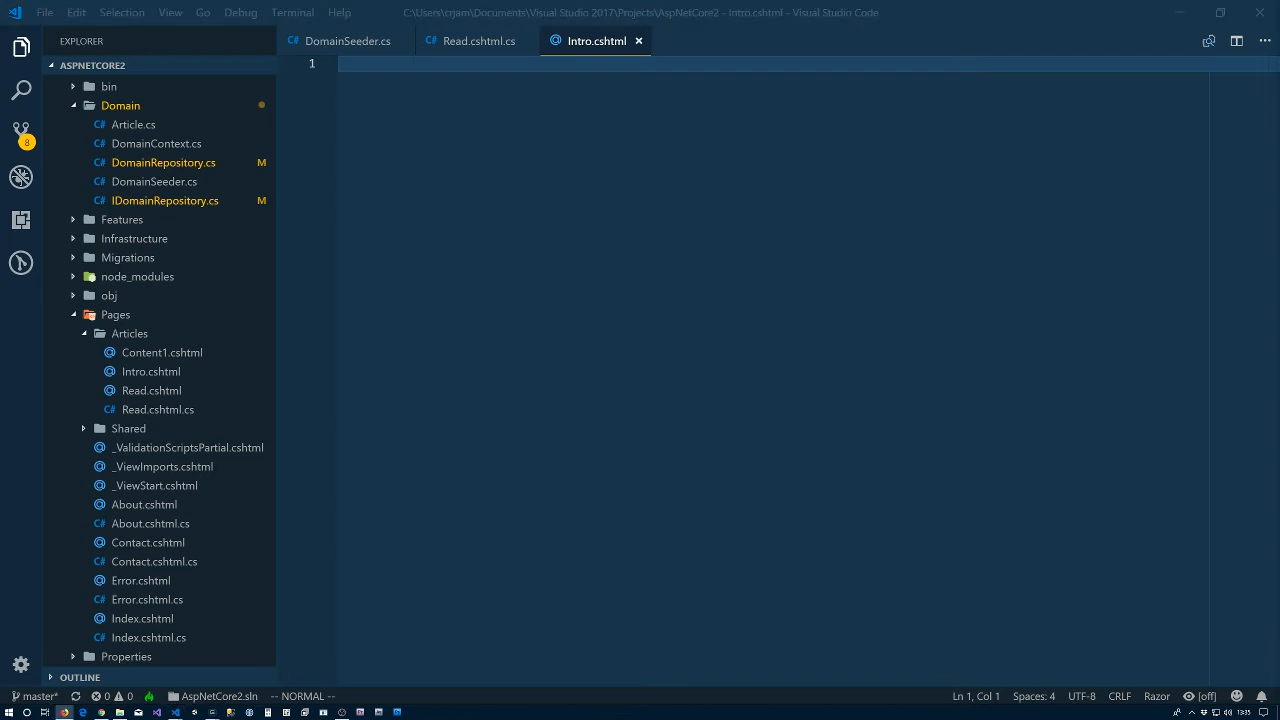 File Edit Selection View Go Debug Terminal Help C:\Users\crjam\Documents\Visual Studio 2017\Projects\AspNetCore2 - Intro.cshtml - Visual Studio Code
EXPLORER
DomainSeeder.cs Read.cshtml.cs Intro.cshtml
ASPNETCORE2
1
bin
Domain
Article.cs
DomainContext.cs
DomainRepository.cs M
DomainSeeder.cs
IDomainRepository.cs M
Features
Infrastructure
Migrations
node_modules
obj
Pages
Articles
Content1.cshtml
Intro.cshtml
Read.cshtml
Read.cshtml.cs
Shared
_ValidationScriptsPartial.cshtml
_ViewImports.cshtml
_ViewStart.cshtml
About.cshtml
About.cshtml.cs
Contact.cshtml
Contact.cshtml.cs
Error.cshtml
Error.cshtml.cs
Index.cshtml
Index.cshtml.cs
Properties
OUTLINE
8
master* 0 0 AspNetCore2.sln -- NORMAL -- Ln 1, Col 1 Spaces: 4 UTF-8 CRLF Razor [off]
13:35